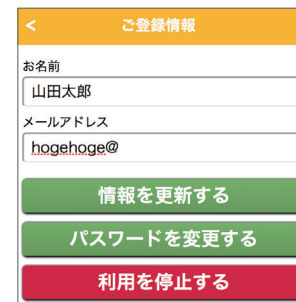 < ご登録情報
お名前
山田太郎
メールアドレス
hogehoge@
情報を更新する
パスワードを変更する
利用を停止する